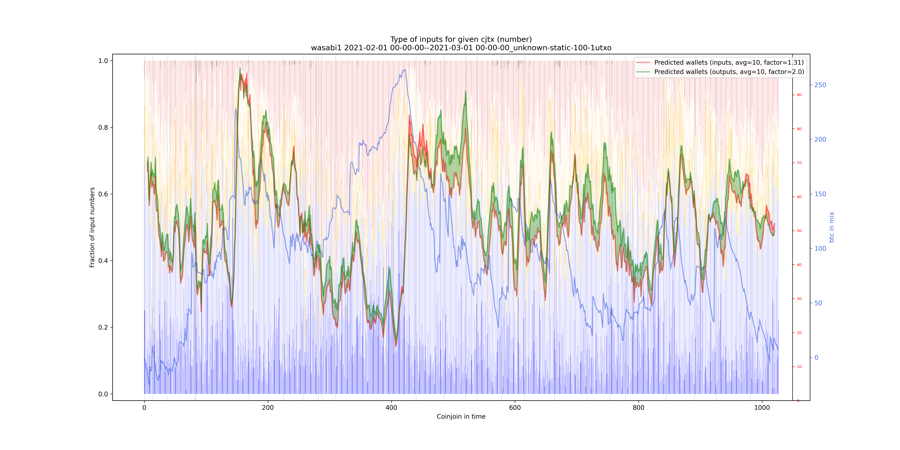 Type of inputs for given cjtx (number)
wasabi1 2021-02-01 00-00-00--2021-03-01 00-00-00_unknown-static-100-1utxo
Predicted wallets (inputs, avg=10, factor=1.31)
Predicted wallets (outputs, avg=10, factor=2.0)
Fraction of input numbers
1.0
0.8
0.6
0.4
0.2
0.0
0 200 400 600 800 1000
Coinjoin in time
90
80
70
60
50
40
30
20
10
0
250
200
150
100
50
0
btc in mix